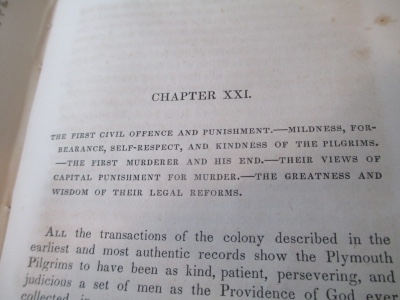 CHAPTER XXI.
THE FIRST CIVIL OFFENCE AND PUNISHMENT.—MILDNESS, FOR-
BEARANCE, SELF-RESPECT, AND KINDNESS OF THE PILGRIMS.
—THE FIRST MURDERER AND HIS END.—THEIR VIEWS OF
CAPITAL PUNISHMENT FOR MURDER.—THE GREATNESS AND
WISDOM OF THEIR LEGAL REFORMS.
ALL the transactions of the colony described in the
earliest and most authentic records show the Plymouth
Pilgrims to have been as kind, patient, persevering, and
judicious a set of men as the Providence of God ever
collected in